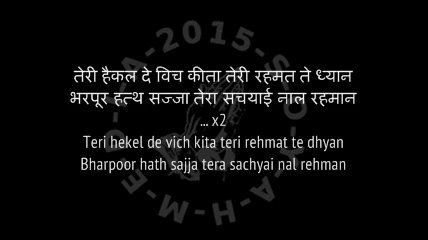 तेरी हैकल दे विच कीता तेरी रहमत ते ध्यान
भरपूर हत्थ सज्जा तेरा सचयाई नाल रहमान
... x2
Teri hekel de vich kita teri rehmat te dhyan
Bharpoor hath sajja tera sachyai nal rehman